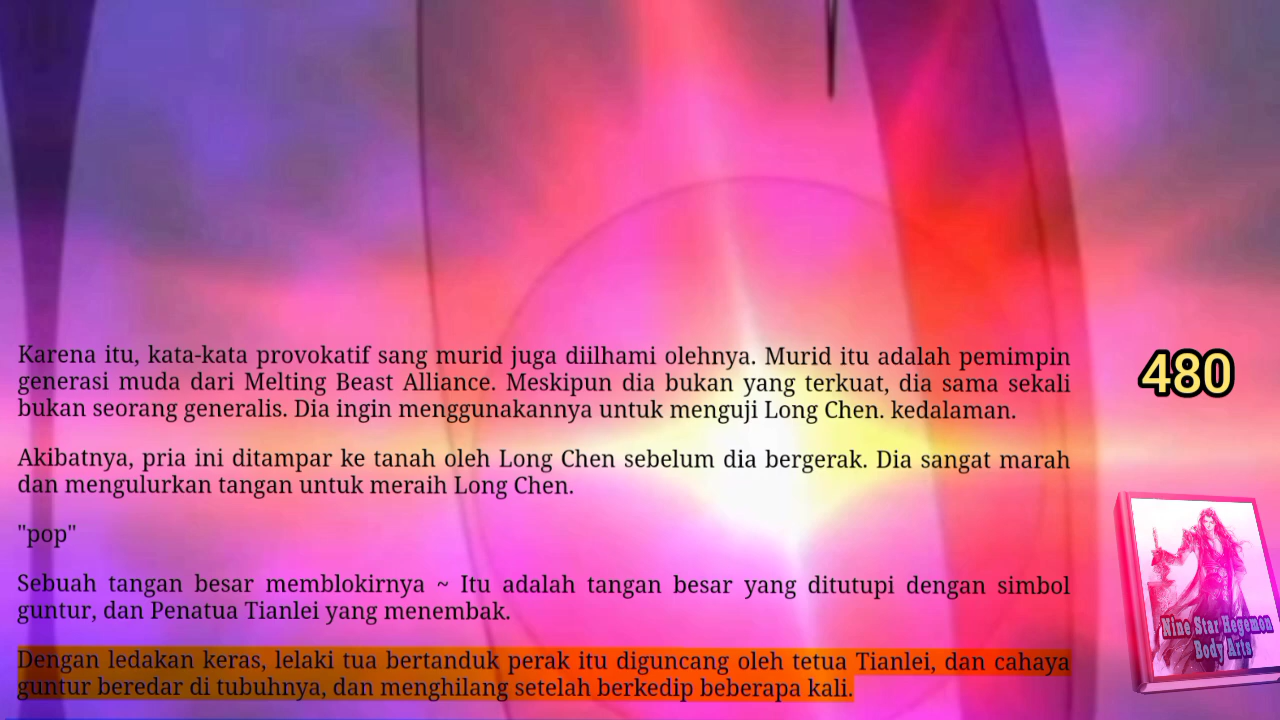 Karena itu, kata-kata provokatif sang murid juga diilhami olehnya. Murid itu adalah pemimpin
generasi muda dari Melting Beast Alliance. Meskipun dia bukan yang terkuat, dia sama sekali
bukan seorang generalis. Dia ingin menggunakannya untuk menguji Long Chen. kedalaman.
Akibatnya, pria ini ditampar ke tanah oleh Long Chen sebelum dia bergerak. Dia sangat marah
dan mengulurkan tangan untuk meraih Long Chen.
"pop"
Sebuah tangan besar memblokirnya ~ Itu adalah tangan besar yang ditutupi dengan simbol
guntur, dan Penatua Tianlei yang menembak.
Dengan ledakan keras, lelaki tua bertanduk perak itu diguncang oleh tetua Tianlei, dan cahaya
guntur beredar di tubuhnya, dan menghilang setelah berkedip beberapa kali.
480
Nine Star Hegemon
Body Arts